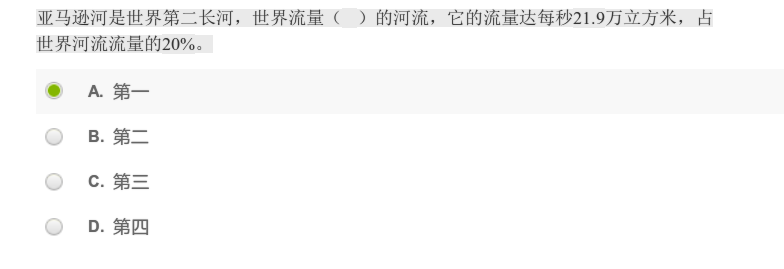 亚马逊河是世界第二长河，世界流量（ ）的河流，它的流量达每秒21.9万立方米，占
世界河流流量的20%。
A. 第一
B. 第二
C. 第三
D. 第四